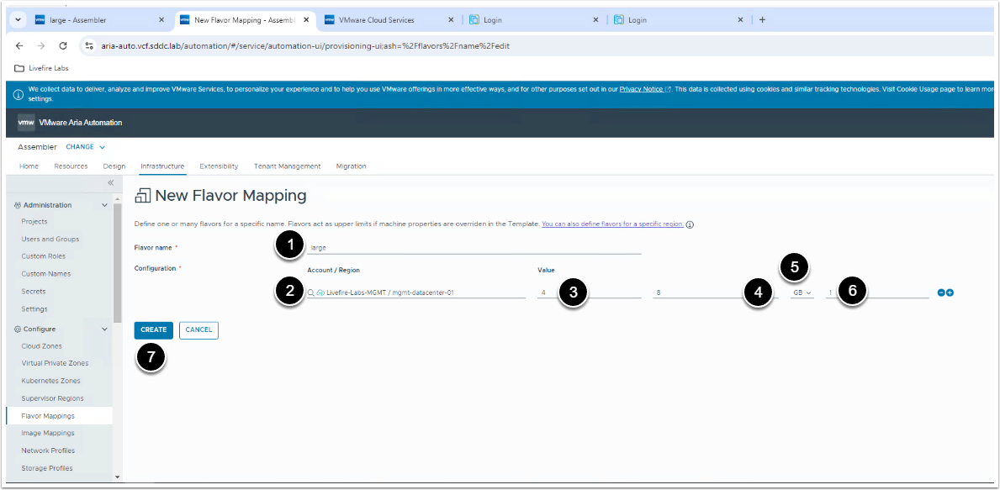 large - Assembler
New Flavor Mapping - Assembl
VMware Cloud Services
Login
Login
aria-auto.vcf.sddc.lab/automation/#/service/automation-ui/provisioning-ui;ash=%2Fflavors%2Fname%2Fedit
Livefire Labs
We collect data to deliver, analyze and improve VMware Services, to personalize your experience and to help you use VMware offerings in more effective ways, and for other purposes set out in our Privacy Notice. This data is collected using cookies and similar tracking technologies. Visit Cookie Usage page to learn mor
settings.
vmw VMware Aria Automation
Assembler CHANGE
Home Resources Design Infrastructure Extensibility Tenant Management Migration
Administration
Projects
Users and Groups
Custom Roles
Custom Names
Secrets
Settings
Configure
Cloud Zones
Virtual Private Zones
Kubernetes Zones
Supervisor Regions
Flavor Mappings
Image Mappings
Network Profiles
Storage Profiles
New Flavor Mapping
Define one or many flavors for a specific name. Flavors act as upper limits if machine properties are overriden in the Template. You can also define flavors for a specific region.
Flavor name * 1 large
Configuration *
Account / Region Value 5
2 Livefire-Labs-MGMT / mgmt-datacenter-01 4 3 8 4 GB 1 6
CREATE CANCEL
7